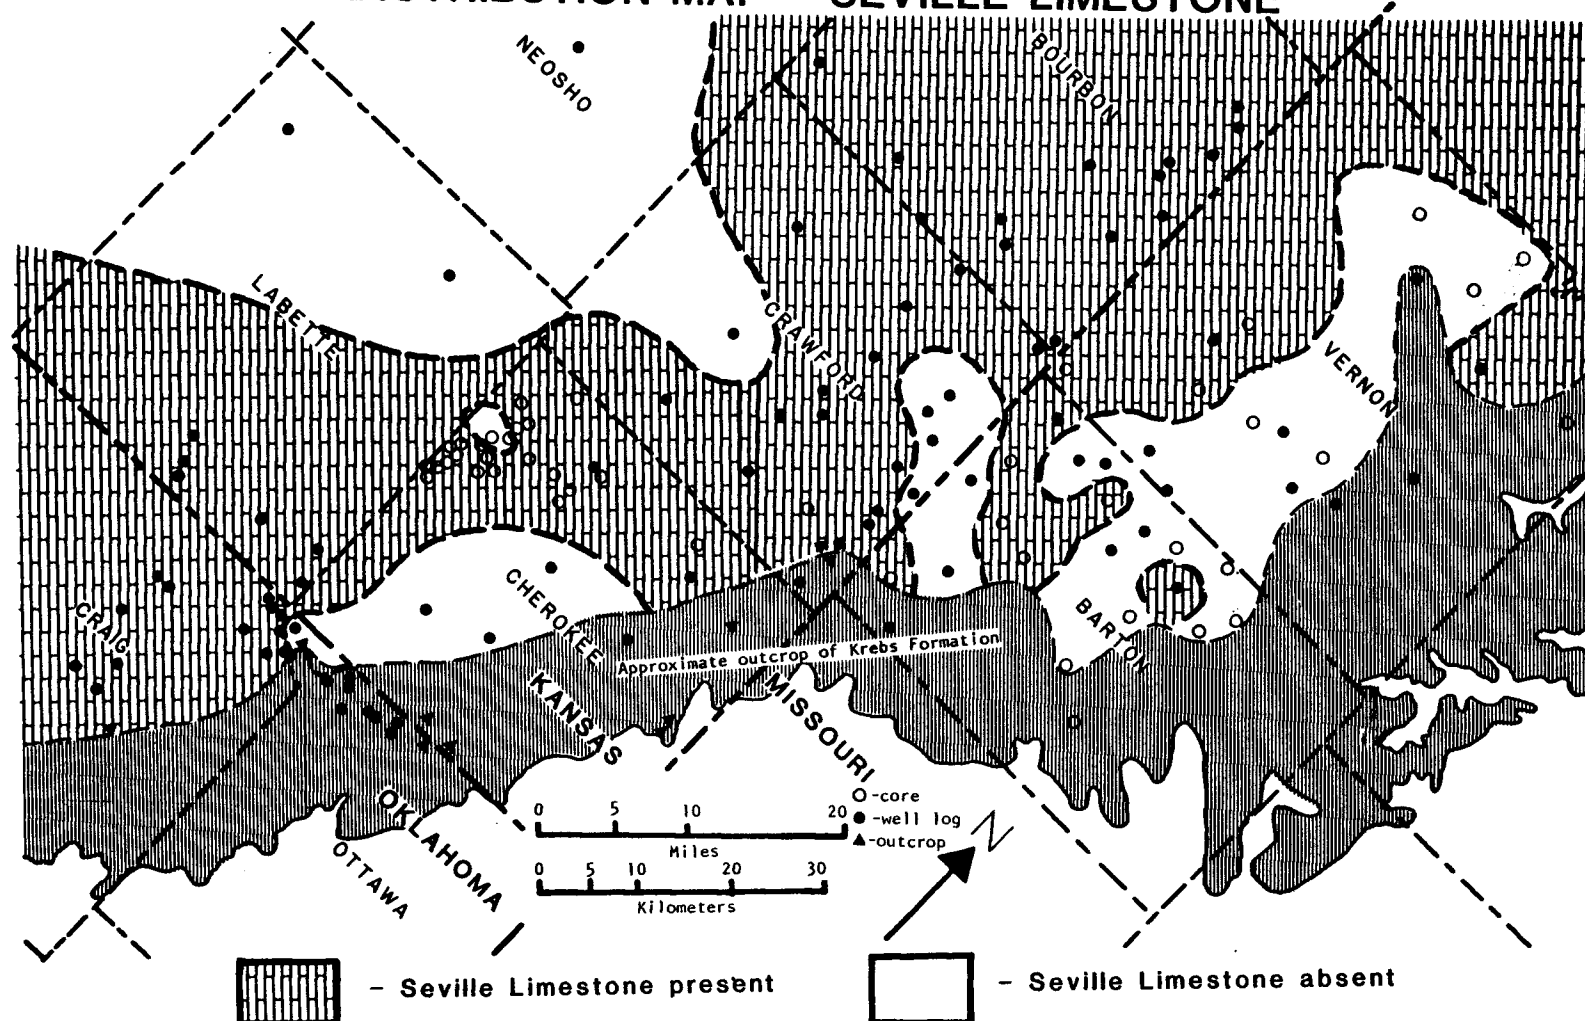 SEVILLE LIMESTONE
NEOSHO
BOURBON
LABETTE
CRAWFORD
VERNON
CRAIG
CHEROKEE
BARTON
Approximate outcrop of Krebs Formation
KANSAS
MISSOURI
OKLAHOMA
OTTAWA
0 5 10 20
Miles
0 5 10 20 30
Kilometers
-core
-well log
-outcrop
N
- Seville Limestone present
- Seville Limestone absent